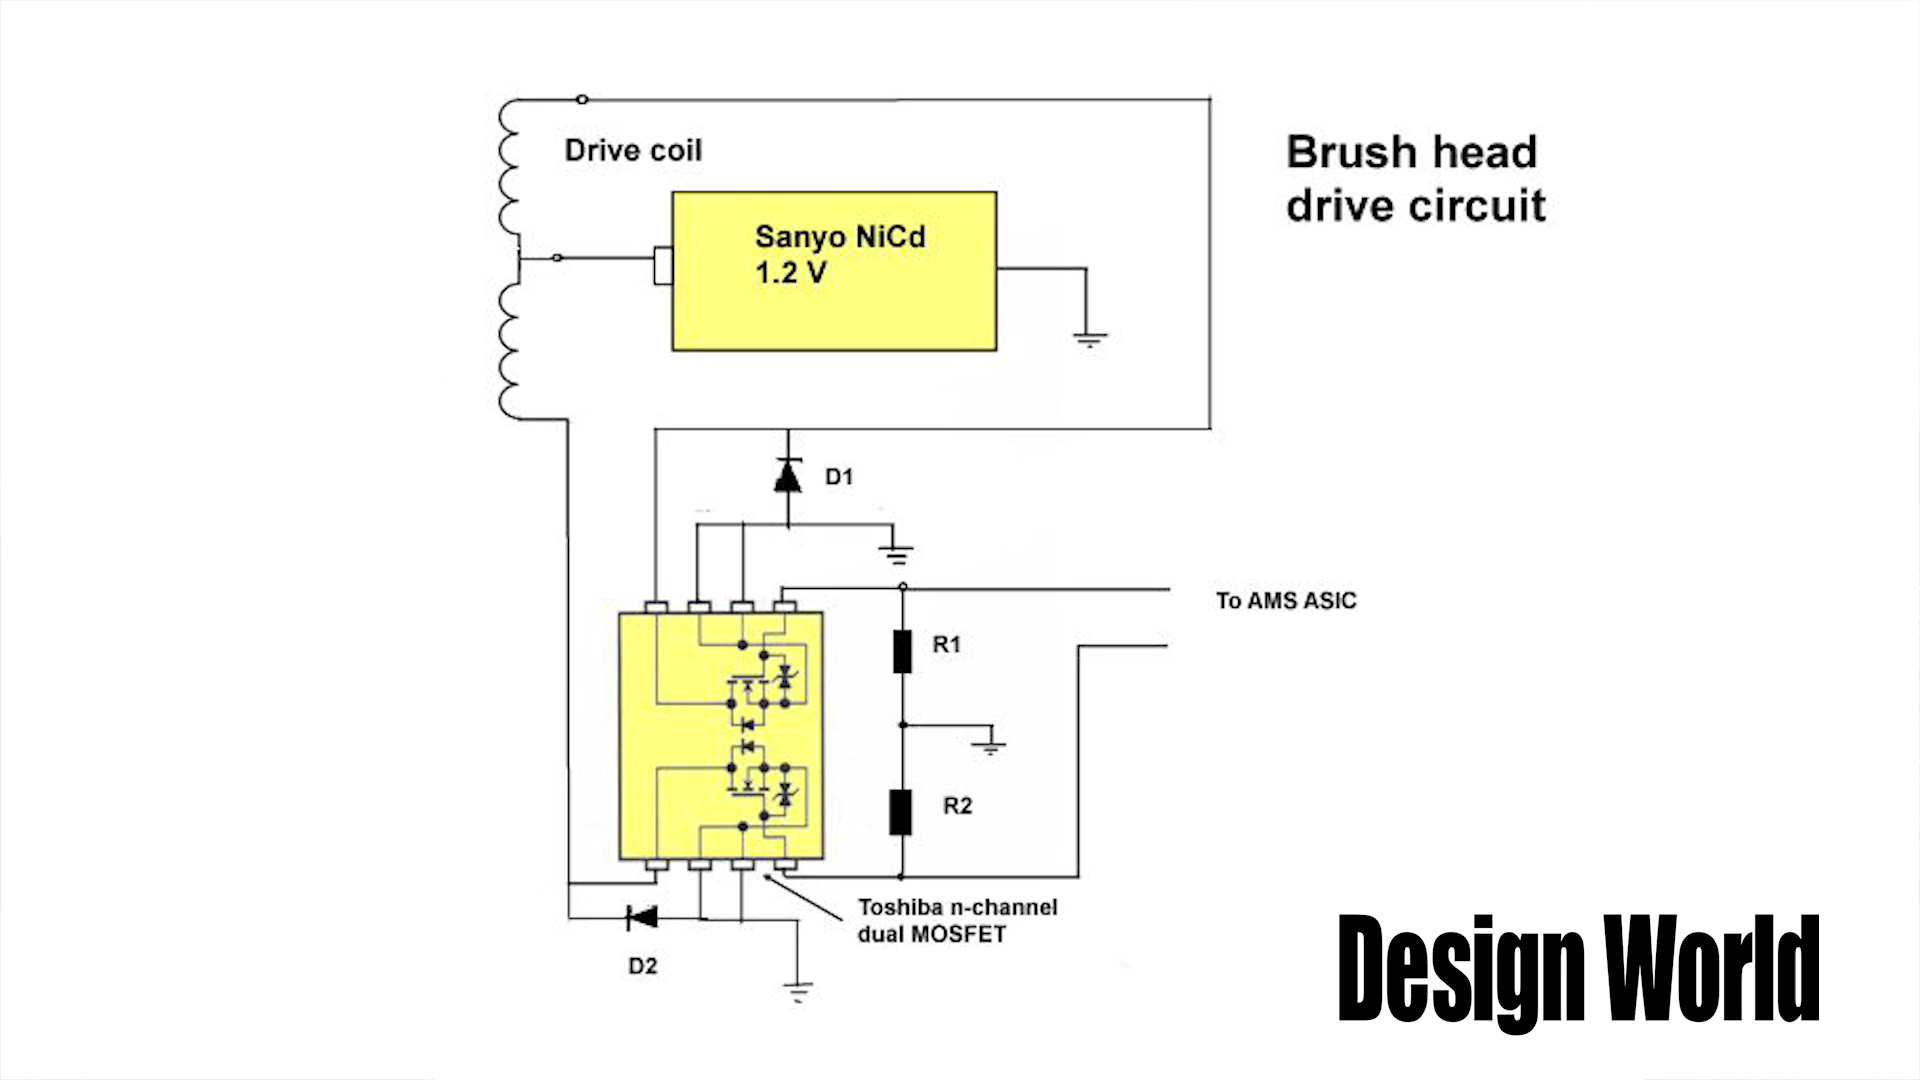 Drive coil
Brush head
drive circuit
Sanyo NiCd
1.2 V
D1
To AMS ASIC
R1
R2
Toshiba n-channel
dual MOSFET
D2
Design World